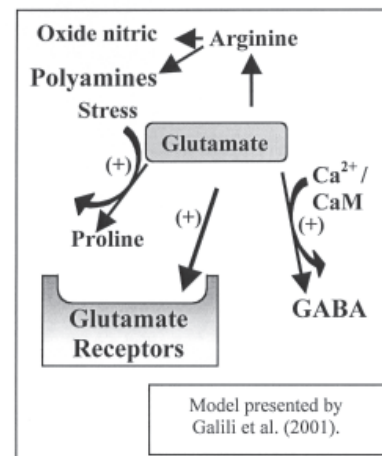 Oxide nitric
Arginine
Polyamines
Stress
Glutamate
(+)
Ca²⁺/
CaM
(+)
(+)
Proline
GABA
Glutamate
Receptors
Model presented by
Galili et al. (2001).